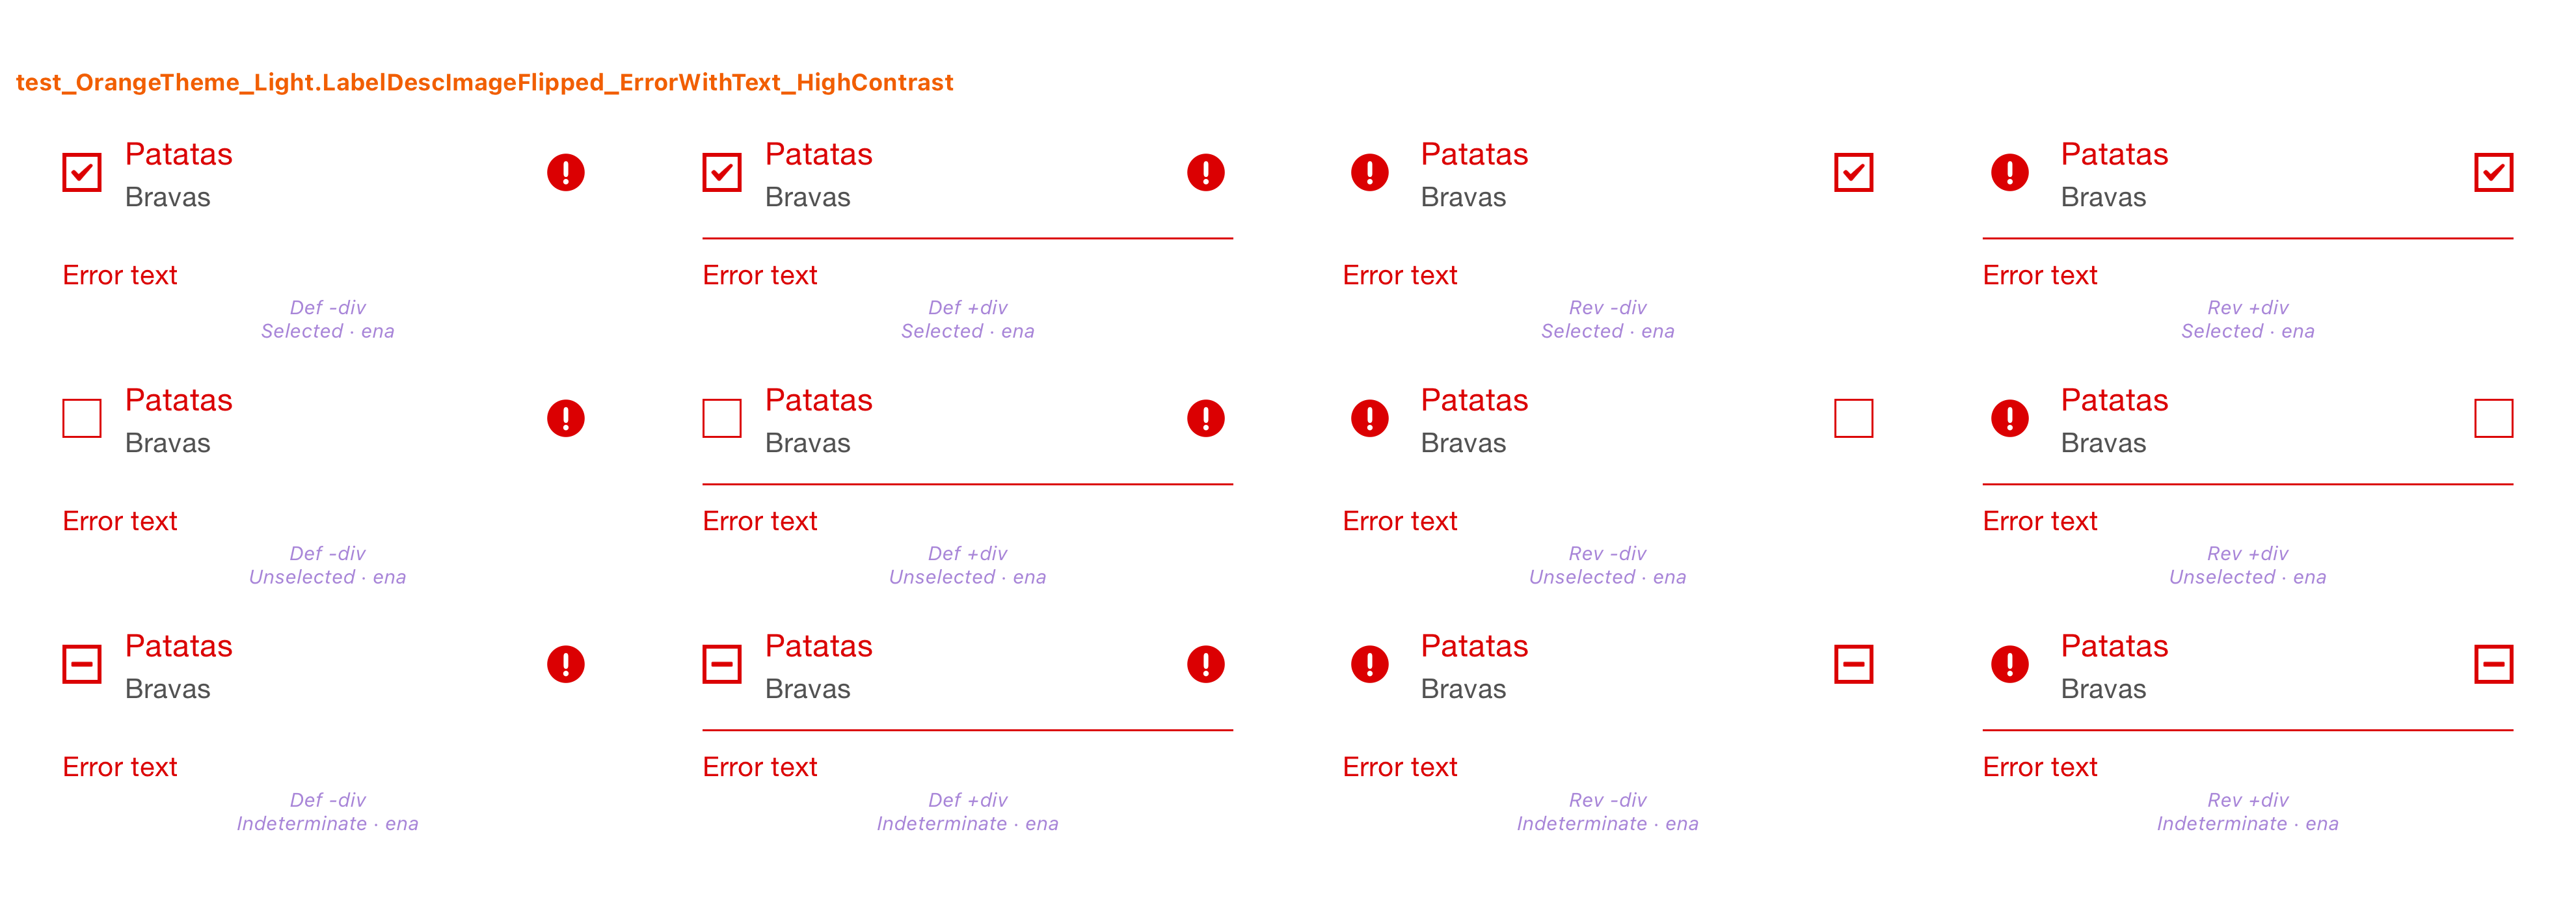 test_OrangeTheme_Light.LabelDescImageFlipped_ErrorWithText_HighContrast
Patatas
Bravas
Error text
Def -div
Selected · ena
Patatas
Bravas
Error text
Def +div
Selected · ena
Patatas
Bravas
Error text
Rev -div
Selected · ena
Patatas
Bravas
Error text
Rev +div
Selected · ena
Patatas
Bravas
Error text
Def -div
Unselected · ena
Patatas
Bravas
Error text
Def +div
Unselected · ena
Patatas
Bravas
Error text
Rev -div
Unselected · ena
Patatas
Bravas
Error text
Rev +div
Unselected · ena
Patatas
Bravas
Error text
Def -div
Indeterminate · ena
Patatas
Bravas
Error text
Def +div
Indeterminate · ena
Patatas
Bravas
Error text
Rev -div
Indeterminate · ena
Patatas
Bravas
Error text
Rev +div
Indeterminate · ena